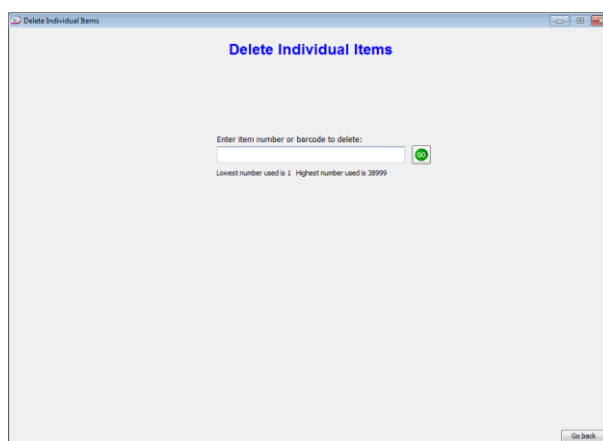 Delete Individual Items
Delete Individual Items
Enter item number or barcode to delete:
GO
Lowest number used is 1 Highest number used is 38999
Go back